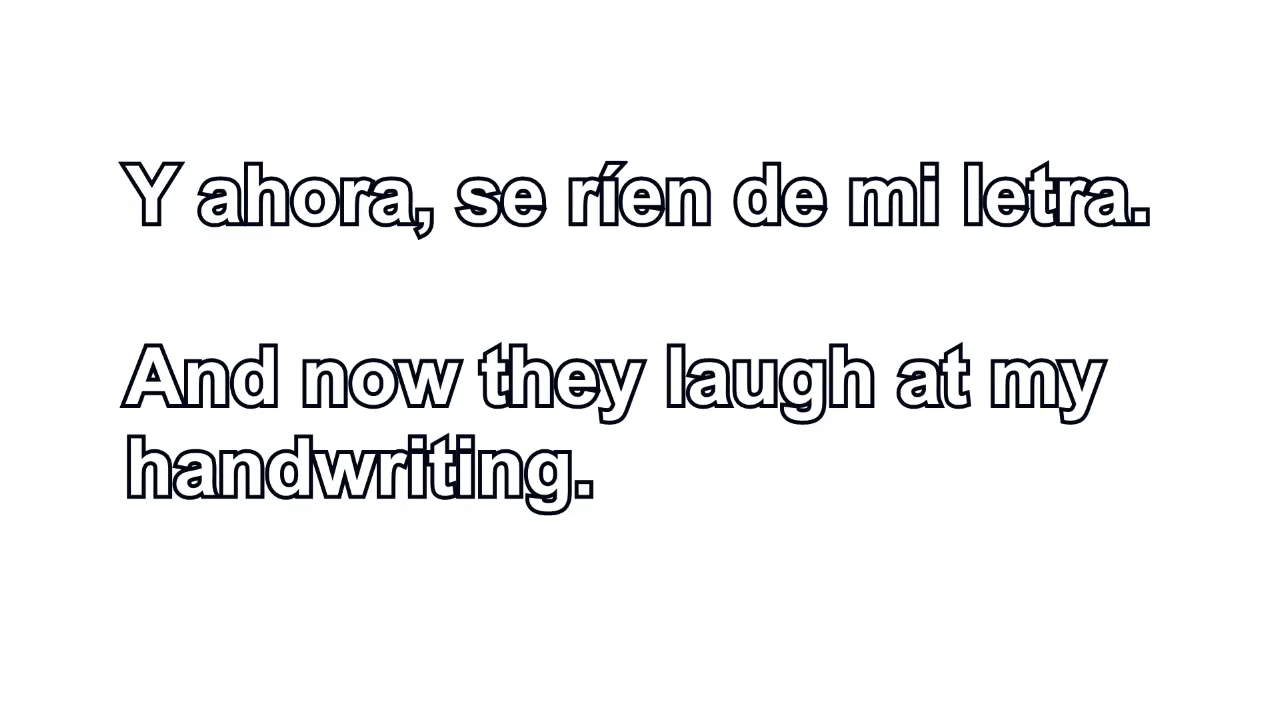 Y ahora, se ríen de mi letra.
And now they laugh at my
handwriting.